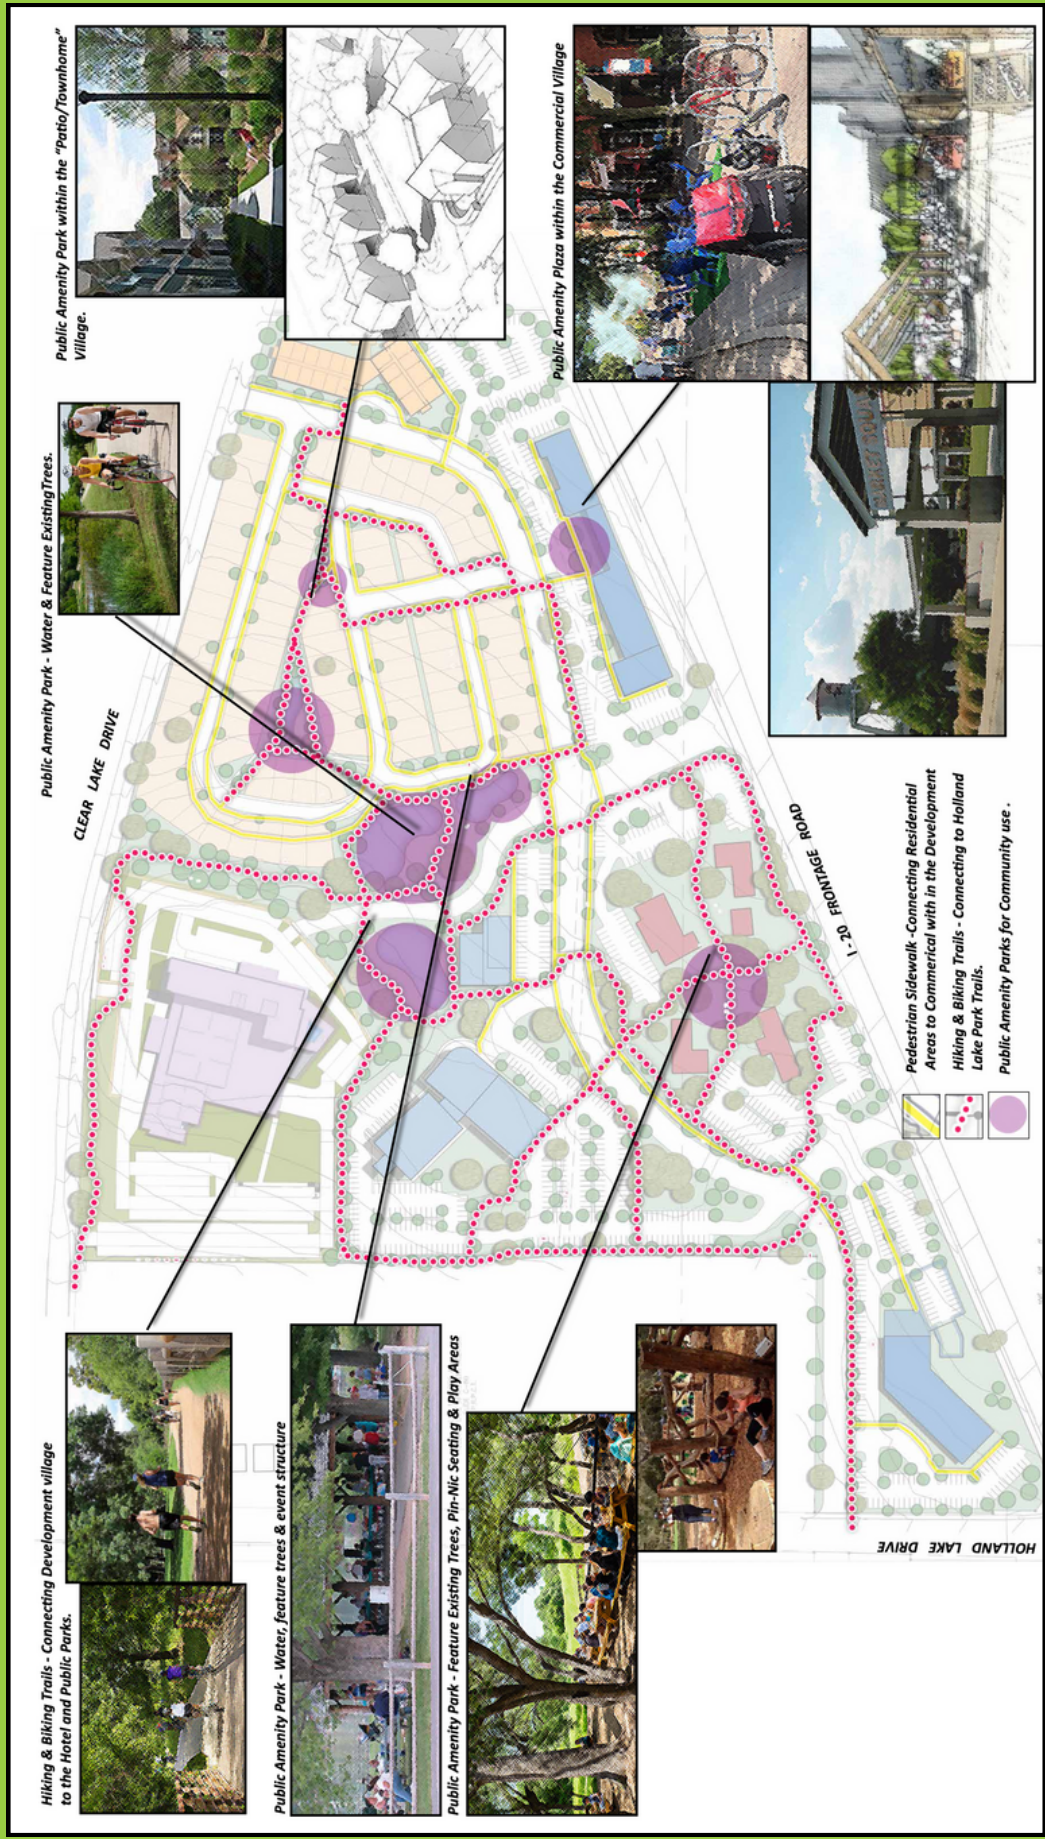 Hiking & Biking Trails - Connecting Development village
to the Hotel and Public Parks.
Public Amenity Park - Water & Feature ExistingTrees.
Public Amenity Park within the "Patio/Townhome"
Village.
CLEAR LAKE DRIVE
Public Amenity Park - Water, feature trees & event structure
Public Amenity Park - Feature Existing Trees, Pin-Nic Seating & Play Areas
Public Amenity Plaza within the Commercial Village
I - 20 FRONTAGE ROAD
HOLLAND LAKE DRIVE
Pedestrian Sidewalk -Connecting Residential
Areas to Commerical with in the Development
Hiking & Biking Trails - Connecting to Holland
Lake Park Trails.
Public Amenity Parks for Community use .